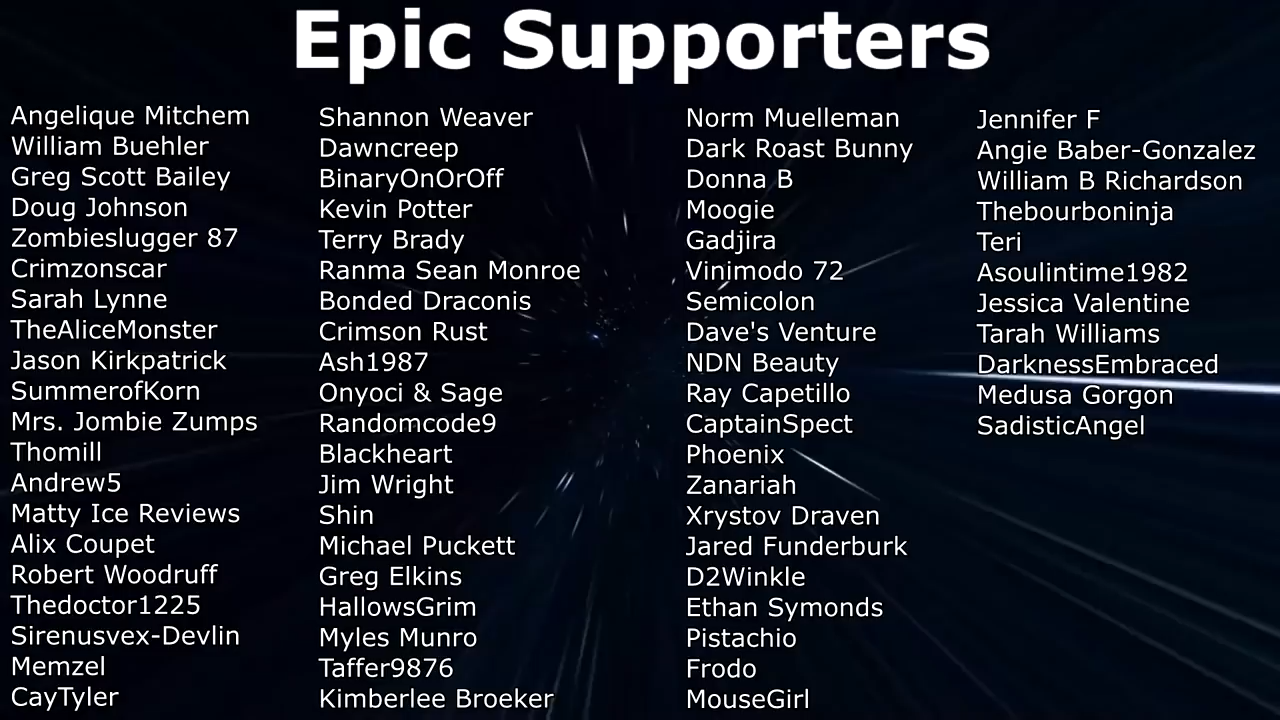 Epic Supporters
Angelique Mitchem
William Buehler
Greg Scott Bailey
Doug Johnson
Zombieslugger 87
Crimzonscar
Sarah Lynne
TheAliceMonster
Jason Kirkpatrick
SummerofKorn
Mrs. Jombie Zumps
Thomill
Andrew5
Matty Ice Reviews
Alix Coupet
Robert Woodruff
Thedoctor1225
Sirenusvex-Devlin
Memzel
CayTyler
Shannon Weaver
Dawncreep
BinaryOnOrOff
Kevin Potter
Terry Brady
Ranma Sean Monroe
Bonded Draconis
Crimson Rust
Ash1987
Onyoci & Sage
Randomcode9
Blackheart
Jim Wright
Shin
Michael Puckett
Greg Elkins
HallowsGrim
Myles Munro
Taffer9876
Kimberlee Broeker
Norm Muelleman
Dark Roast Bunny
Donna B
Moogie
Gadjira
Vinimodo 72
Semicolon
Dave's Venture
NDN Beauty
Ray Capetillo
CaptainSpect
Phoenix
Zanariah
Xrystov Draven
Jared Funderburk
D2Winkle
Ethan Symonds
Pistachio
Frodo
MouseGirl
Jennifer F
Angie Baber-Gonzalez
William B Richardson
Thebourboninja
Teri
Asoulintime1982
Jessica Valentine
Tarah Williams
DarknessEmbraced
Medusa Gorgon
SadisticAngel